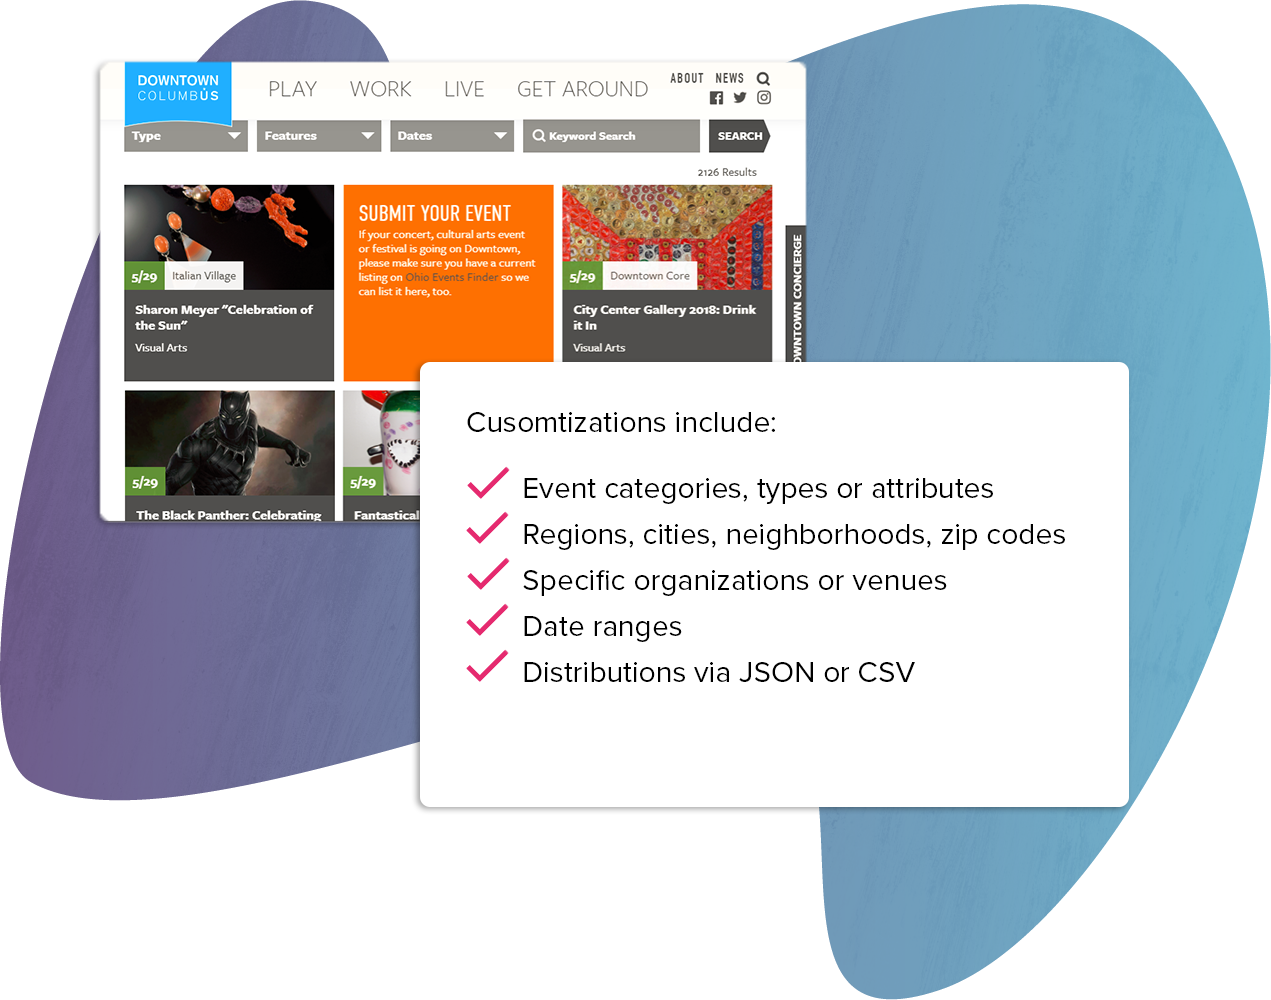 DOWNTOWN
COLUMBUS
PLAY WORK LIVE GET AROUND
ABOUT NEWS
Type Features Dates Keyword Search SEARCH
2126 Results
5/29 Italian Village
Sharon Meyer "Celebration of
the Sun"
Visual Arts
SUBMIT YOUR EVENT
If your concert, cultural arts event
or festival is going on Downtown,
please make sure you have a current
listing on Ohio Events Finder so we
can list it here, too.
5/29 Downtown Core
City Center Gallery 2018: Drink
it In
Visual Arts
OWNTOWN CONCIERGE
5/29
The Black Panther: Celebrating
5/29
Fantastical
Cusomtizations include:
Event categories, types or attributes
Regions, cities, neighborhoods, zip codes
Specific organizations or venues
Date ranges
Distributions via JSON or CSV